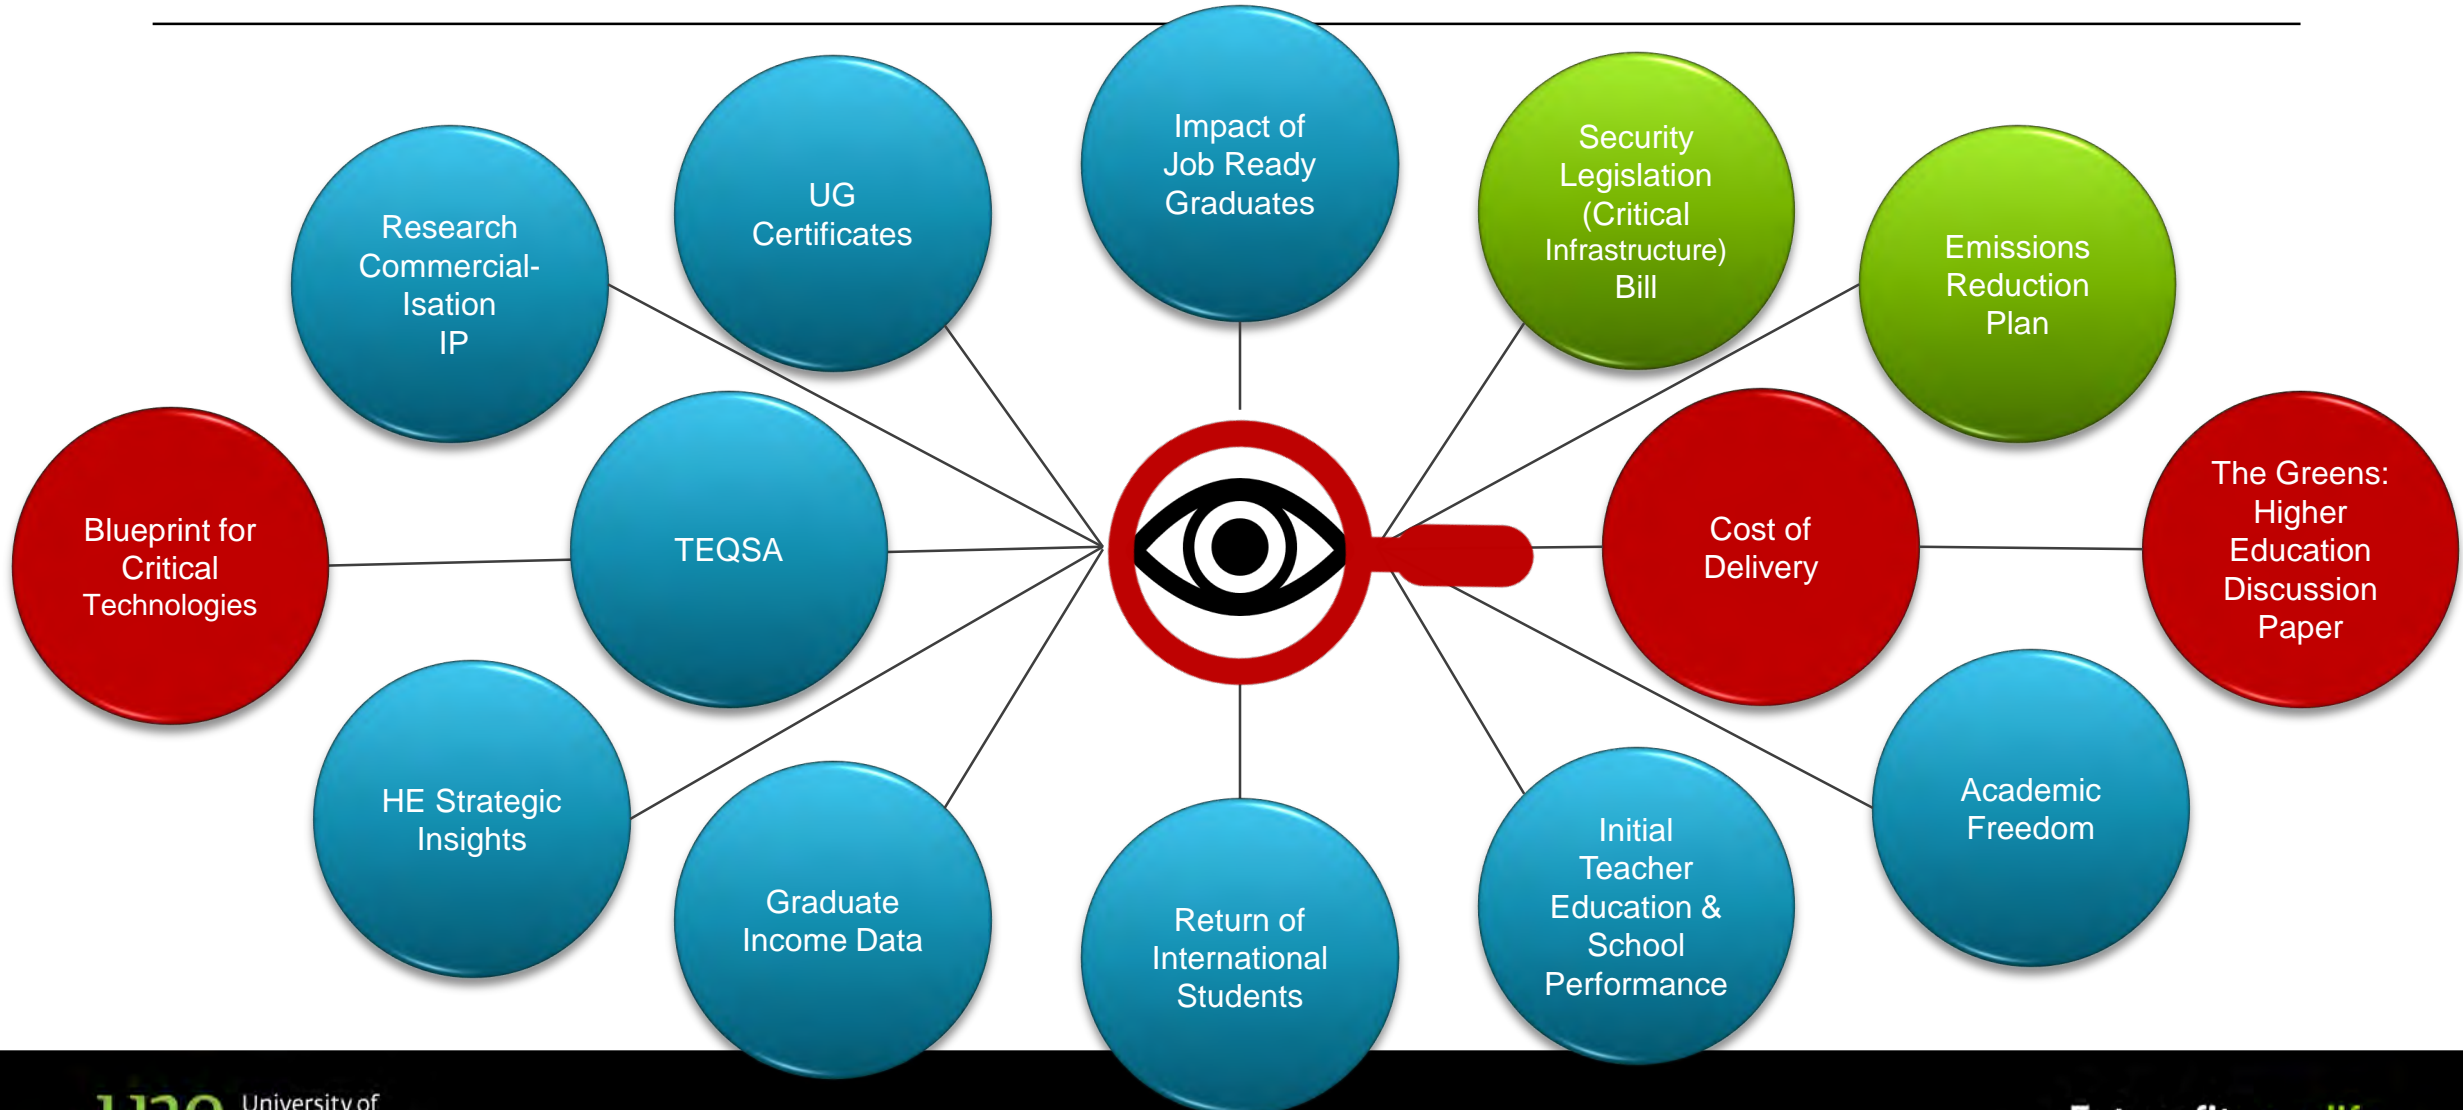 Impact of
Job Ready
Graduates
UG
Certificates
Security
Legislation
(Critical
Infrastructure)
Bill
Research
Commercial-
Isation
IP
Emissions
Reduction
Plan
Blueprint for
Critical
Technologies
TEQSA
Cost of
Delivery
The Greens:
Higher
Education
Discussion
Paper
HE Strategic
Insights
Graduate
Income Data
Return of
International
Students
Initial
Teacher
Education &
School
Performance
Academic
Freedom
University of